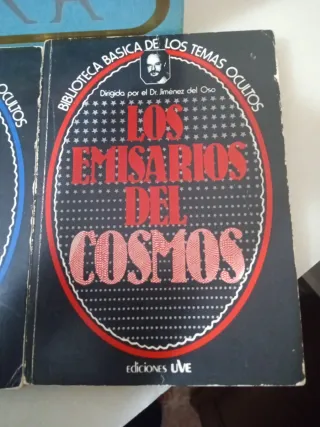 BIBLIOTECA BASICA DE LOS TEMAS OCULTOS
Dirigido por el Dr. Jiménez del Oso
LOS
EMISARIOS
DEL
COSMOS
ediciones UVE
OCULTOS